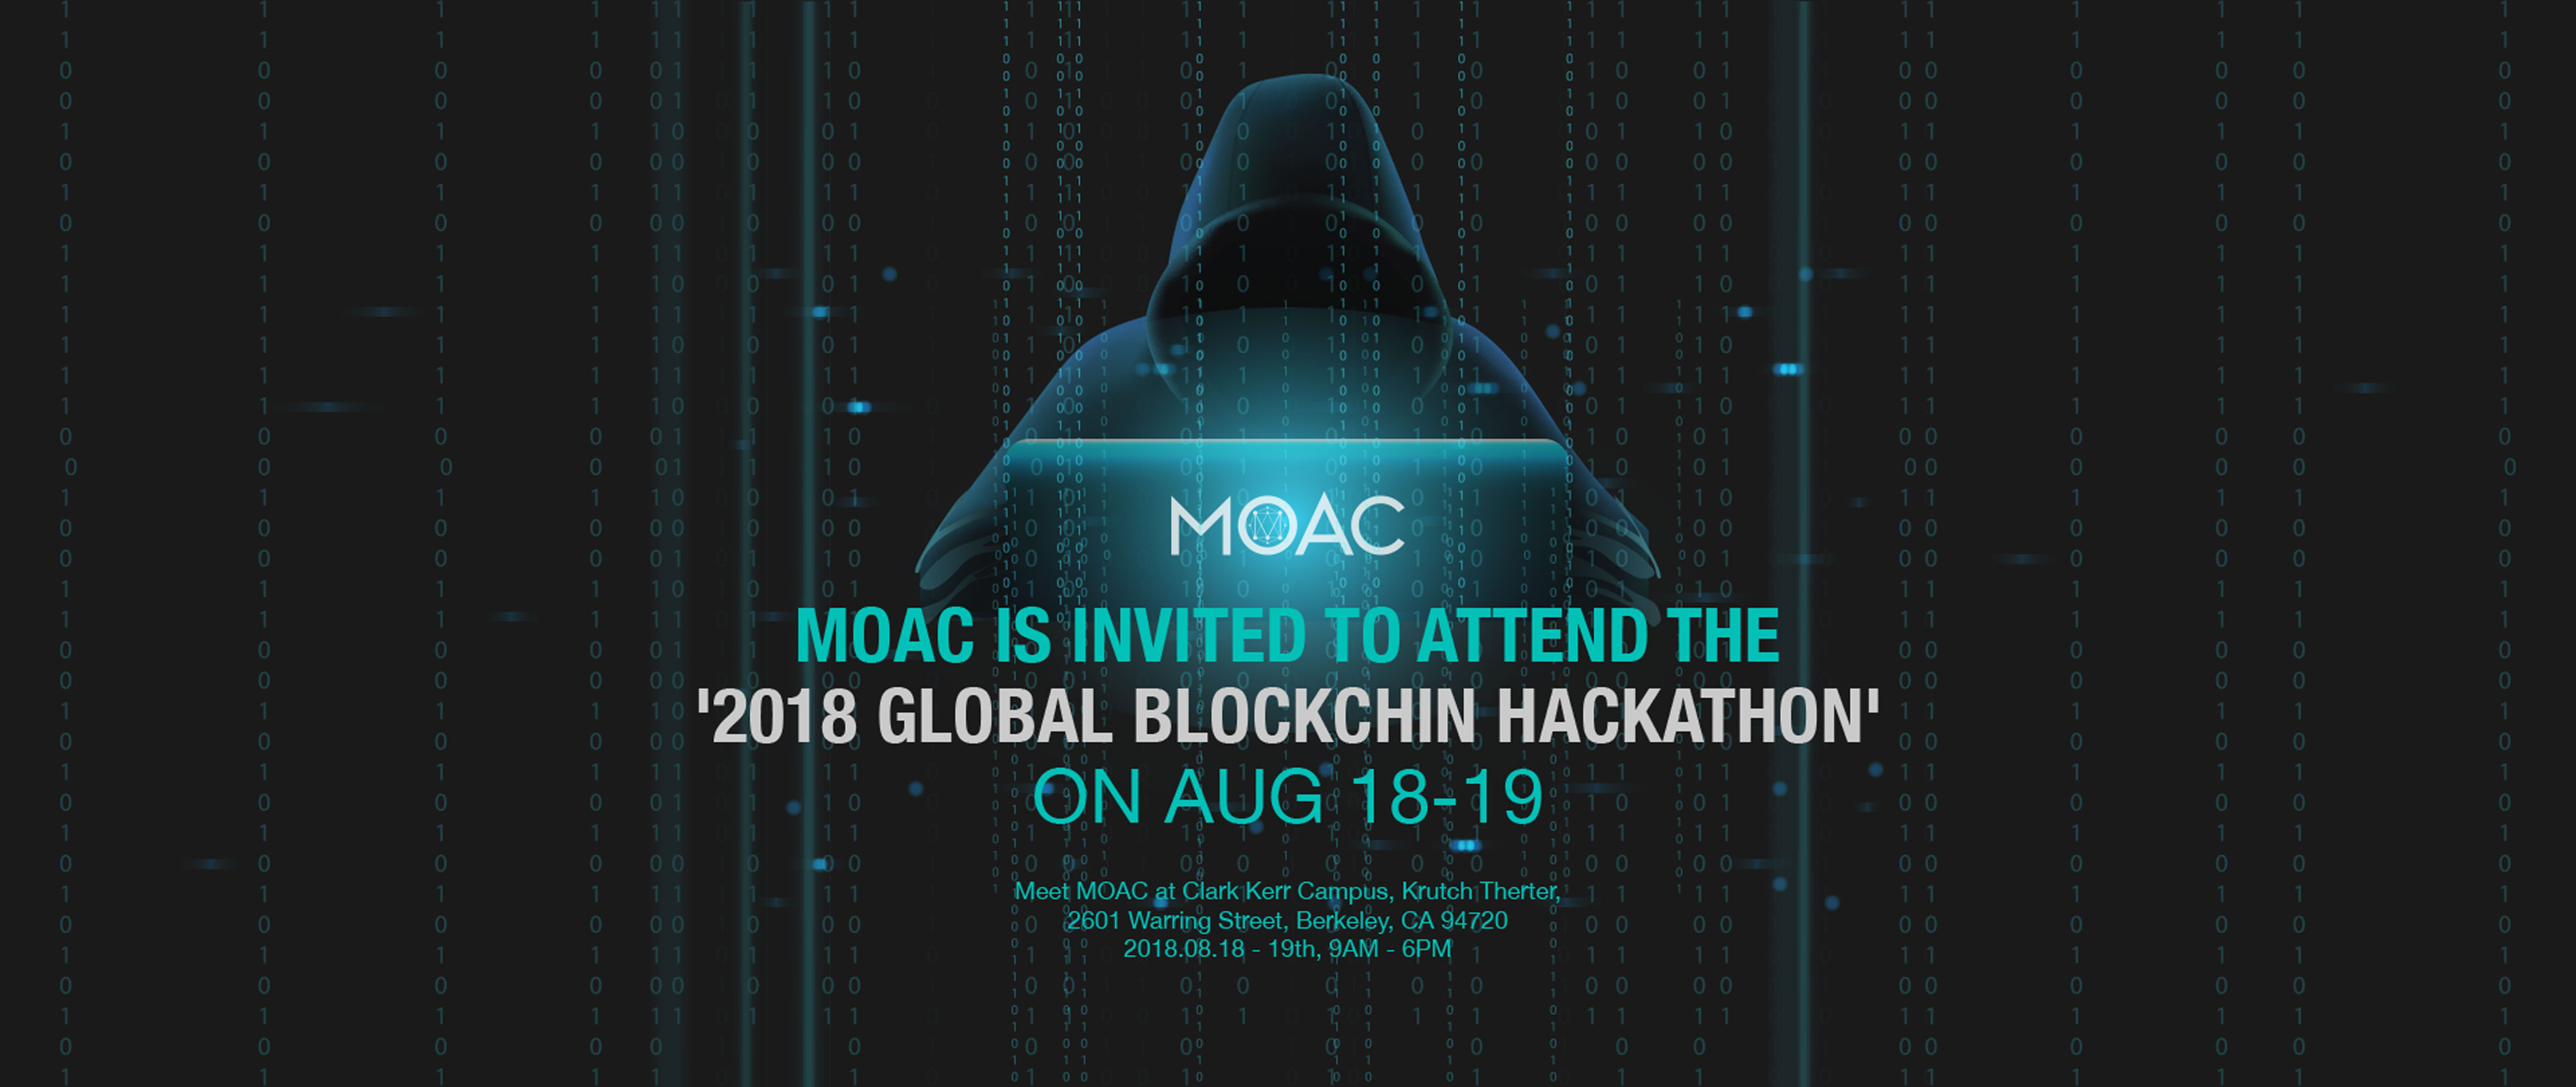 MOAC
MOAC IS INVITED TO ATTEND THE
'2018 GLOBAL BLOCKCHIN HACKATHON'
ON AUG 18-19
Meet MOAC at Clark Kerr Campus, Krutch Therter,
2601 Warring Street, Berkeley, CA 94720
2018.08.18 - 19th, 9AM - 6PM